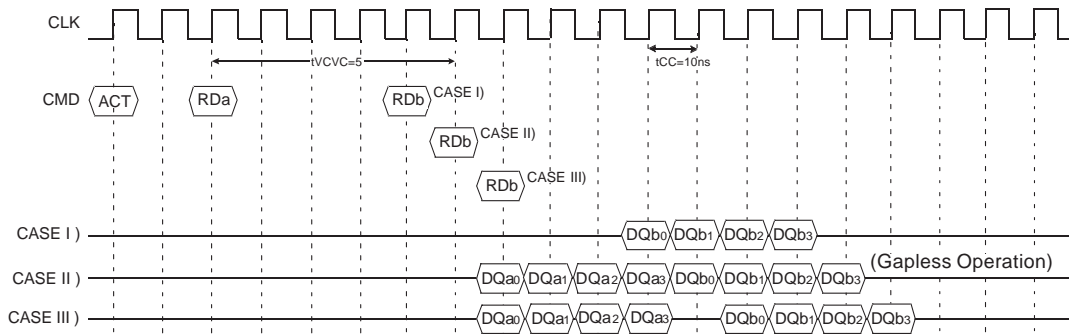 CLK
tVCVC=5
tCC=10ns
CMD ACT RDa RDb CASE I)
RDb CASE II)
RDb CASE III)
CASE I ) DQb0 DQb1 DQb2 DQb3
CASE II ) DQa0 DQa1 DQa2 DQa3 DQb0 DQb1 DQb2 DQb3 (Gapless Operation)
CASE III ) DQa0 DQa1 DQa2 DQa3 DQb0 DQb1 DQb2 DQb3